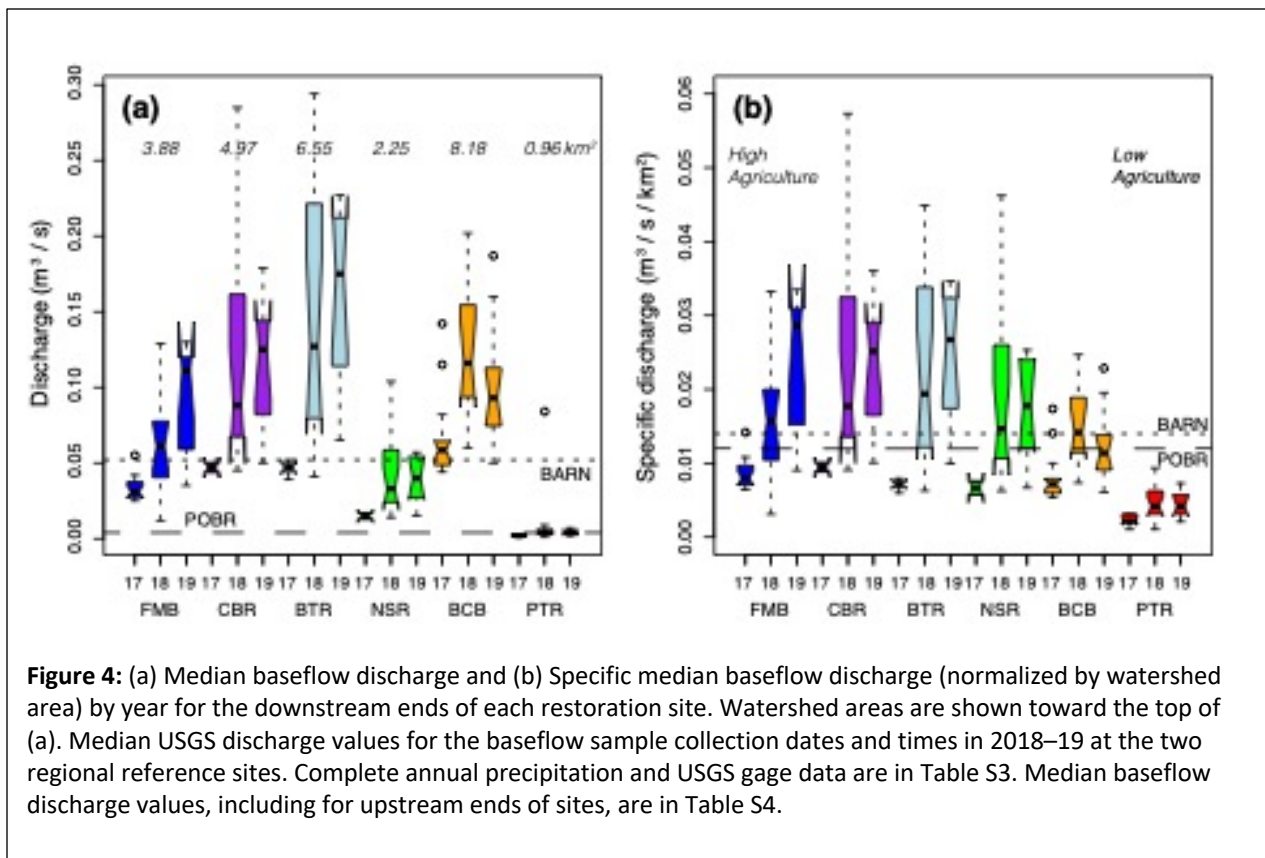 (a)
3.88 4.97 6.55 2.25 8.18 0.96 km²
Discharge (m³ / s)
0.30
0.25
0.20
0.15
0.10
0.05
0.00
BARN
POBR
17 18 19 17 18 19 17 18 19 17 18 19 17 18 19 17 18 19
FMB CBR BTR NSR BCB PTR
(b)
High
Agriculture
Low
Agriculture
Specific discharge (m³ / s / km²)
0.06
0.05
0.04
0.03
0.02
0.01
0.00
BARN
POBR
17 18 19 17 18 19 17 18 19 17 18 19 17 18 19 17 18 19
FMB CBR BTR NSR BCB PTR
Figure 4: (a) Median baseflow discharge and (b) Specific median baseflow discharge (normalized by watershed
area) by year for the downstream ends of each restoration site. Watershed areas are shown toward the top of
(a). Median USGS discharge values for the baseflow sample collection dates and times in 2018–19 at the two
regional reference sites. Complete annual precipitation and USGS gage data are in Table S3. Median baseflow
discharge values, including for upstream ends of sites, are in Table S4.